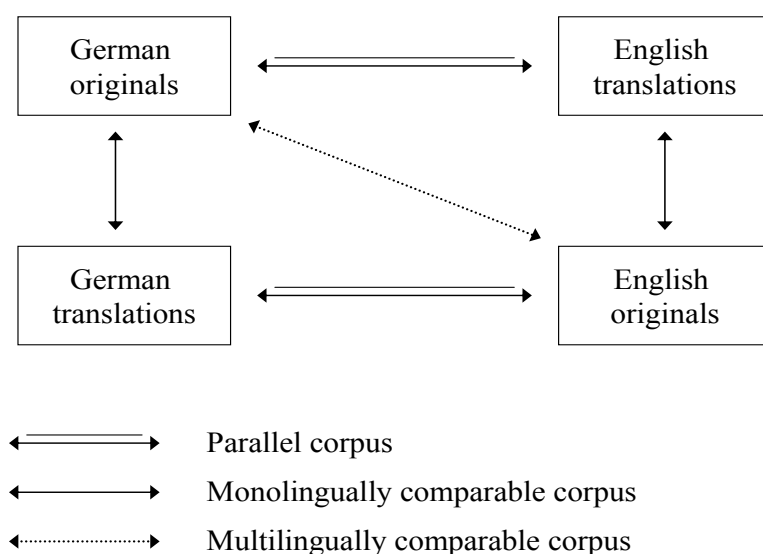 German
originals
English
translations
German
translations
English
originals
Parallel corpus
Monolingually comparable corpus
Multilingually comparable corpus